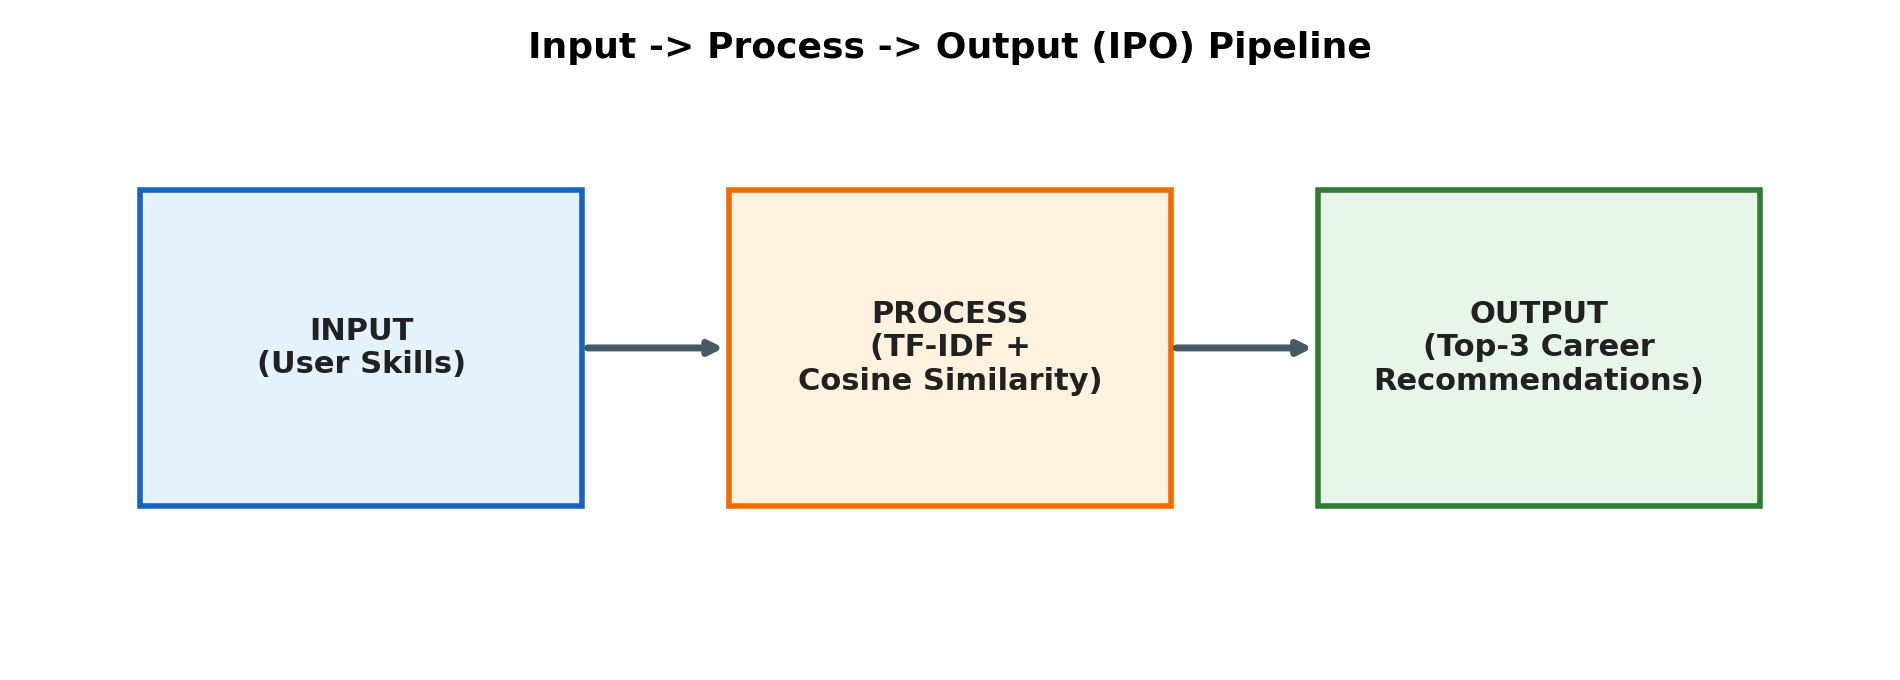 Input -> Process -> Output (IPO) Pipeline
INPUT
(User Skills)
PROCESS
(TF-IDF +
Cosine Similarity)
OUTPUT
(Top-3 Career
Recommendations)